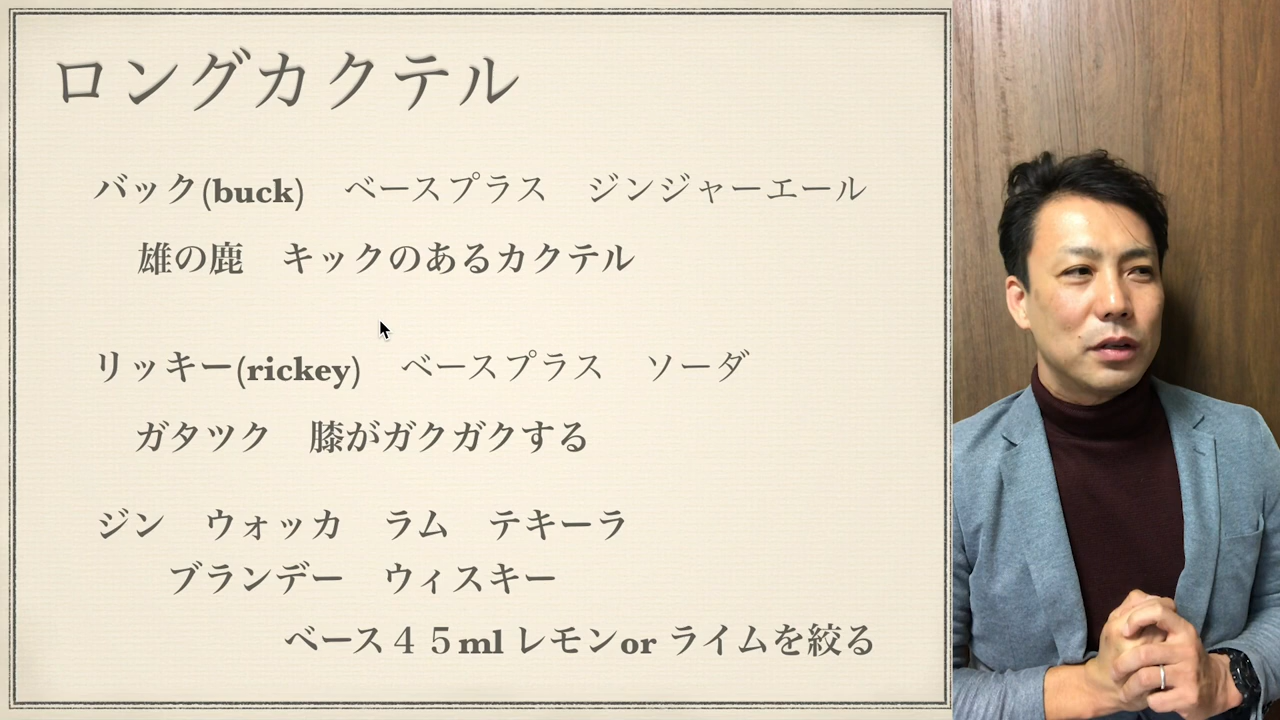 ロングカクテル
バック(buck)　ベースプラス　ジンジャーエール
雄の鹿　キックのあるカクテル
リッキー(rickey)　ベースプラス　ソーダ
ガタツク　膝がガクガクする
ジン　ウォッカ　ラム　テキーラ
ブランデー　ウィスキー
ベース４５ml レモンor ライムを絞る